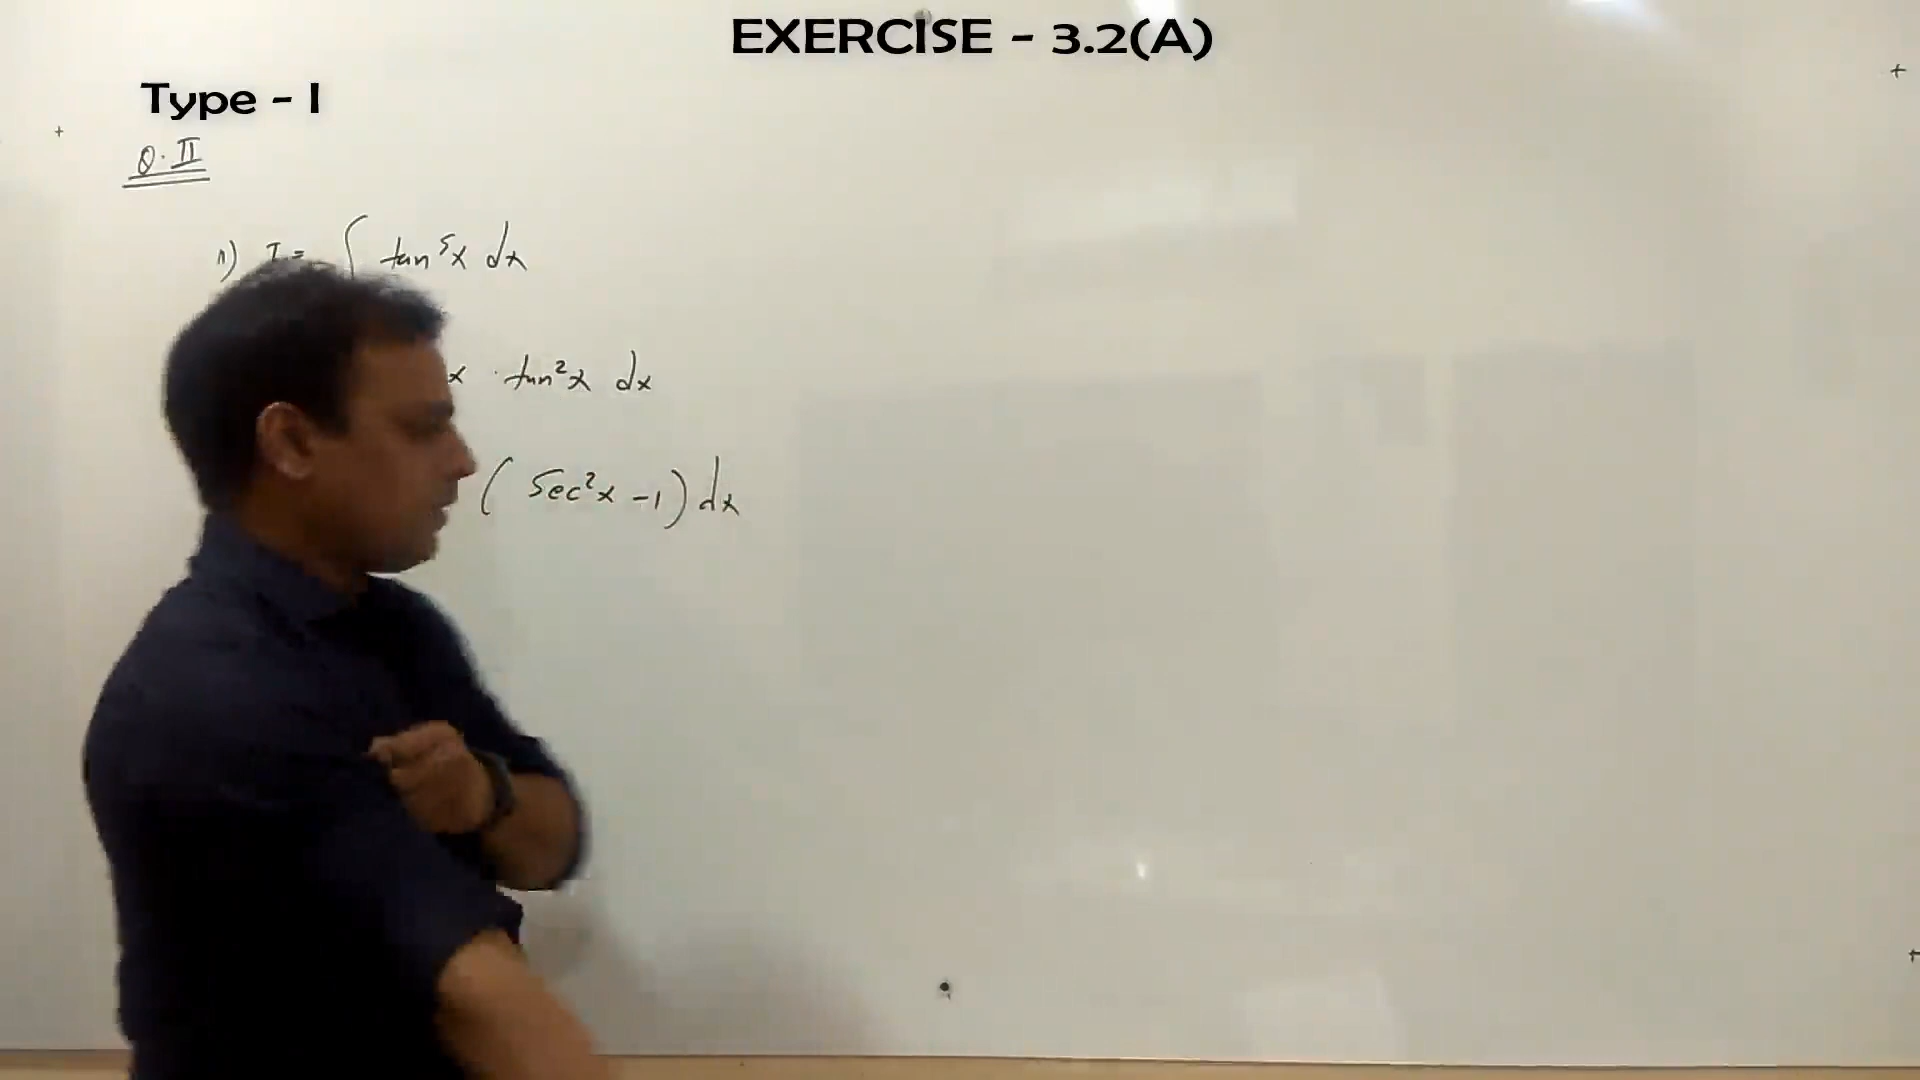 EXERCISE - 3.2(A)
Type - I
Q. II
1) I = ∫ tan⁵x dx
x · tan²x dx
( Sec²x - 1 ) dx